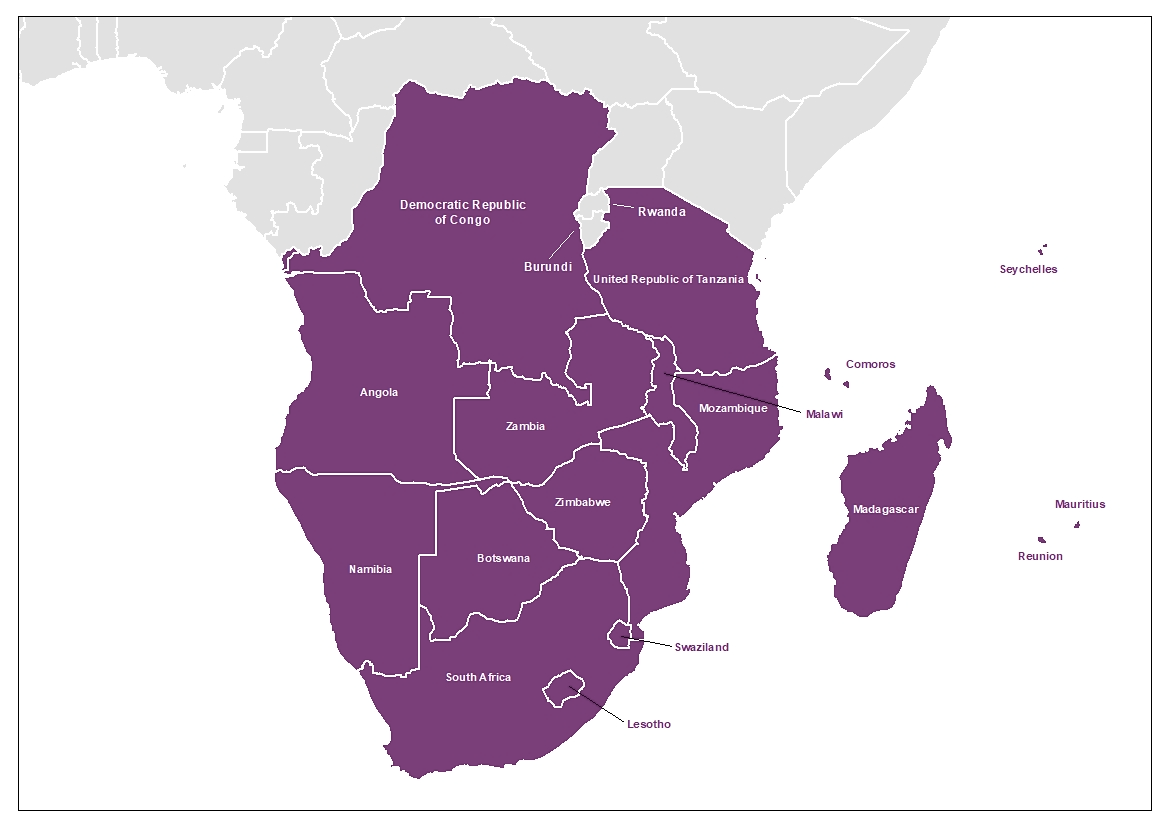 Democratic Republic
of Congo
Rwanda
Burundi
United Republic of Tanzania
Seychelles
Comoros
Angola
Mozambique
Malawi
Zambia
Zimbabwe
Madagascar
Mauritius
Botswana
Reunion
Namibia
Swaziland
South Africa
Lesotho